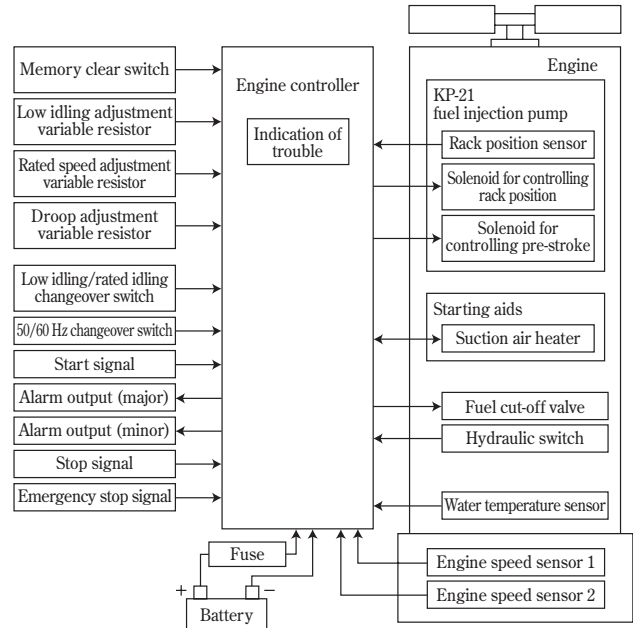 Memory clear switch
Low idling adjustment
variable resistor
Rated speed adjustment
variable resistor
Droop adjustment
variable resistor
Low idling/rated idling
changeover switch
50/60 Hz changeover switch
Start signal
Alarm output (major)
Alarm output (minor)
Stop signal
Emergency stop signal
Engine controller
Indication of
trouble
Engine
KP-21
fuel injection pump
Rack position sensor
Solenoid for controlling
rack position
Solenoid for
controlling pre-stroke
Starting aids
Suction air heater
Fuel cut-off valve
Hydraulic switch
Water temperature sensor
Engine speed sensor 1
Engine speed sensor 2
Fuse
+ −
Battery